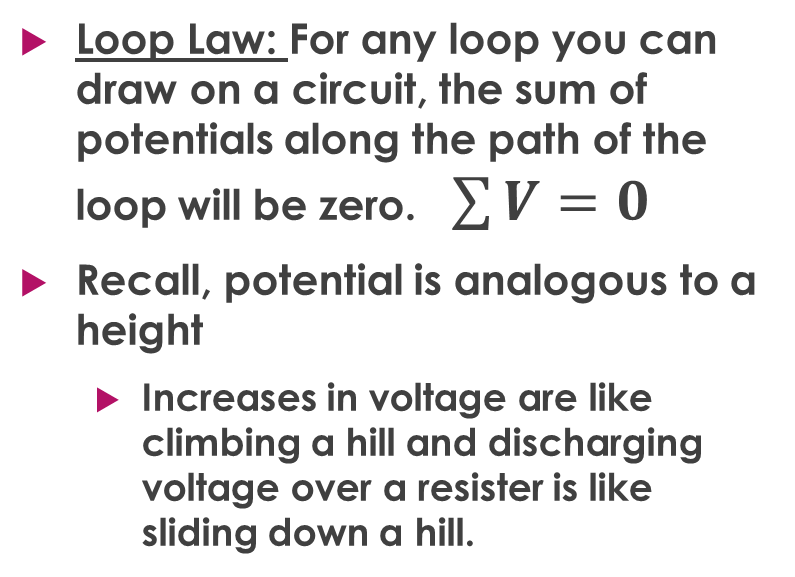 Loop Law: For any loop you can
draw on a circuit, the sum of
potentials along the path of the
loop will be zero. ∑ V = 0
Recall, potential is analogous to a
height
Increases in voltage are like
climbing a hill and discharging
voltage over a resister is like
sliding down a hill.